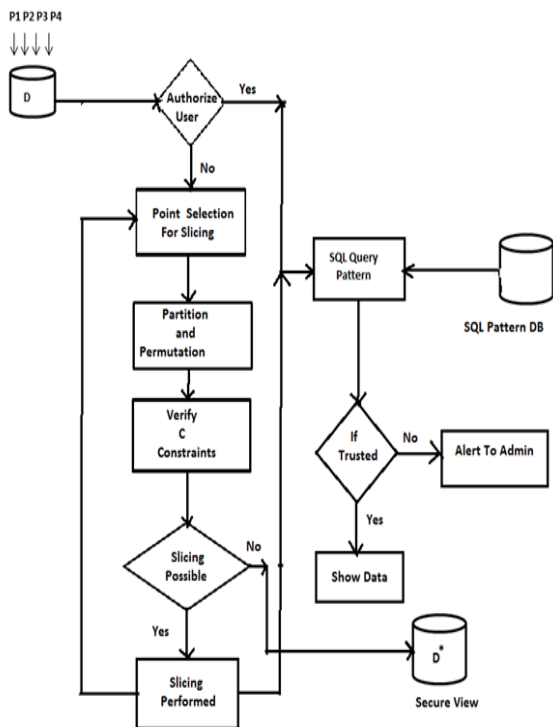 P1 P2 P3 P4
D
Authorize
User
Yes
No
Point Selection
For Slicing
SQL Query
Pattern
SQL Pattern DB
Partition
and
Permutation
Verify
C
Constraints
If
Trusted
No
Alert To Admin
Yes
Show Data
Slicing
Possible
No
Yes
Slicing
Performed
D*
Secure View